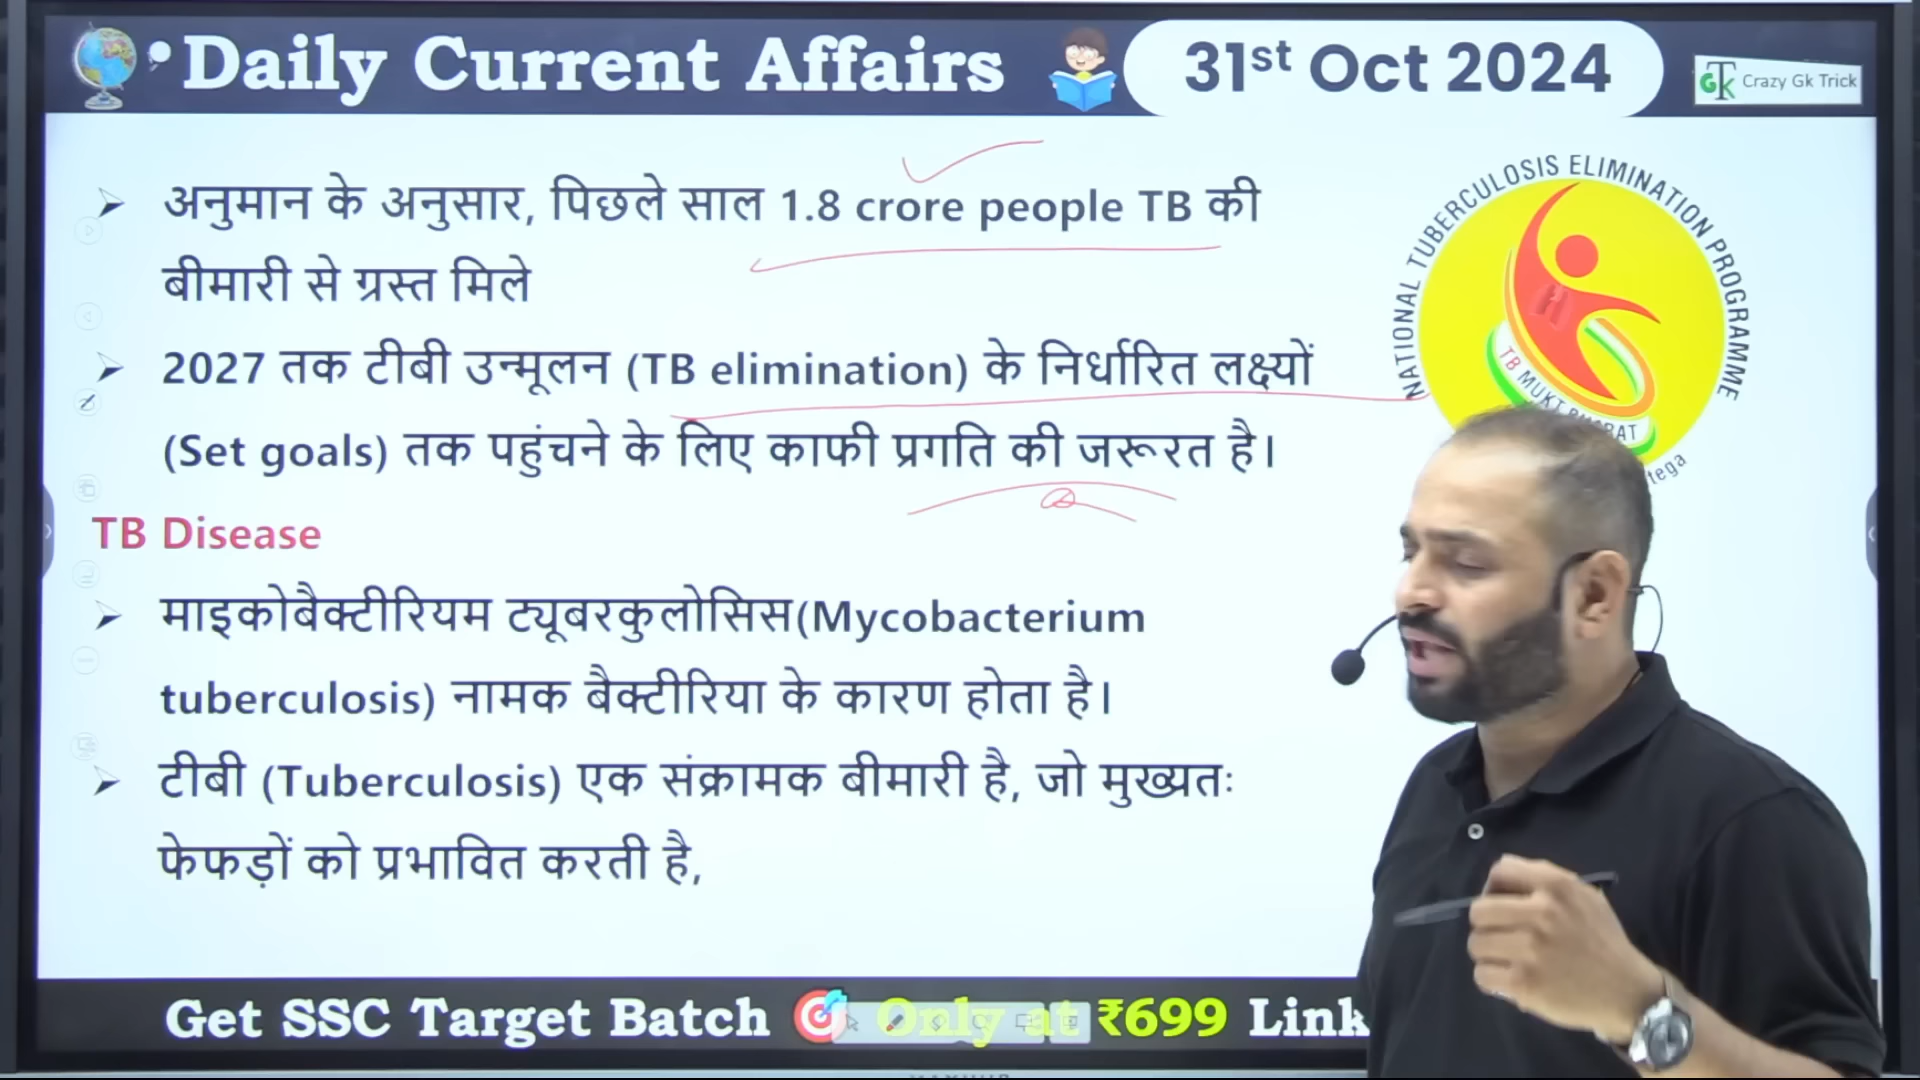 Daily Current Affairs
31st Oct 2024
GTK Crazy Gk Trick
अनुमान के अनुसार, पिछले साल 1.8 crore people TB की
बीमारी से ग्रस्त मिले
2027 तक टीबी उन्मूलन (TB elimination) के निर्धारित लक्ष्यों
(Set goals) तक पहुंचने के लिए काफी प्रगति की जरूरत है।
NATIONAL TUBERCULOSIS ELIMINATION PROGRAMME
TB MUKT
tega
TB Disease
माइकोबैक्टीरियम ट्यूबरकुलोसिस(Mycobacterium
tuberculosis) नामक बैक्टीरिया के कारण होता है।
टीबी (Tuberculosis) एक संक्रामक बीमारी है, जो मुख्यतः
फेफड़ों को प्रभावित करती है,
Get SSC Target Batch Only at ₹699 Link